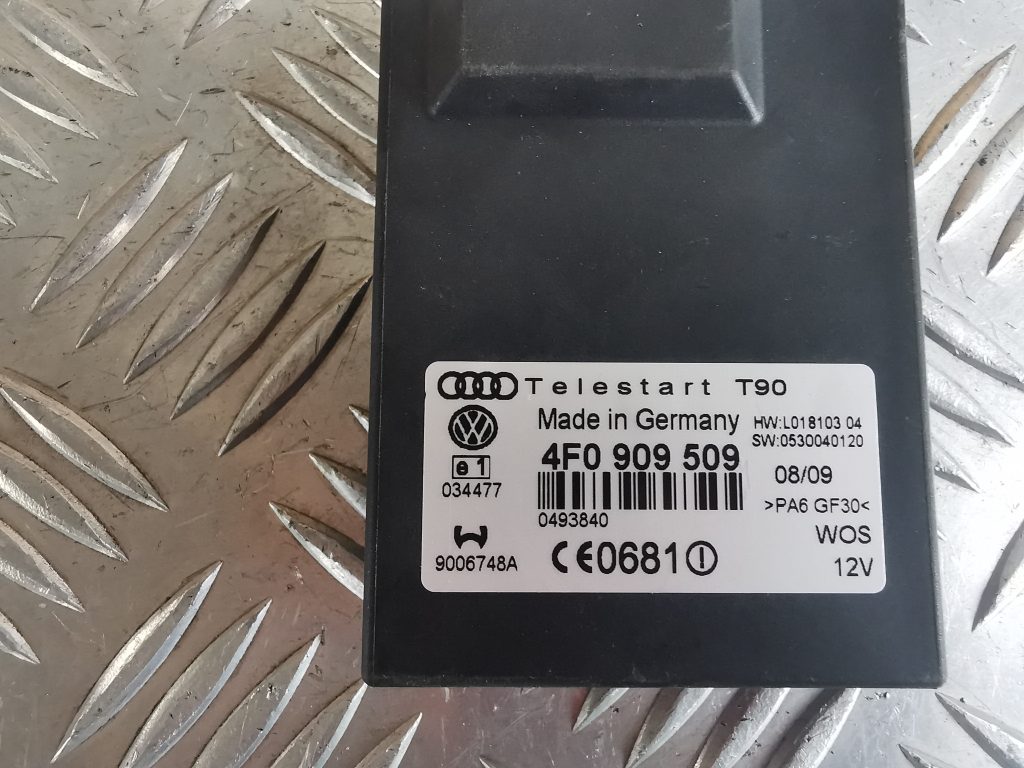 Telestart T90
Made in Germany
HW:L018103 04
SW:0530040120
4F0 909 509
e1
034477
08/09
>PA6 GF30<
0493840
WOS
9006748A
CE0681
12V